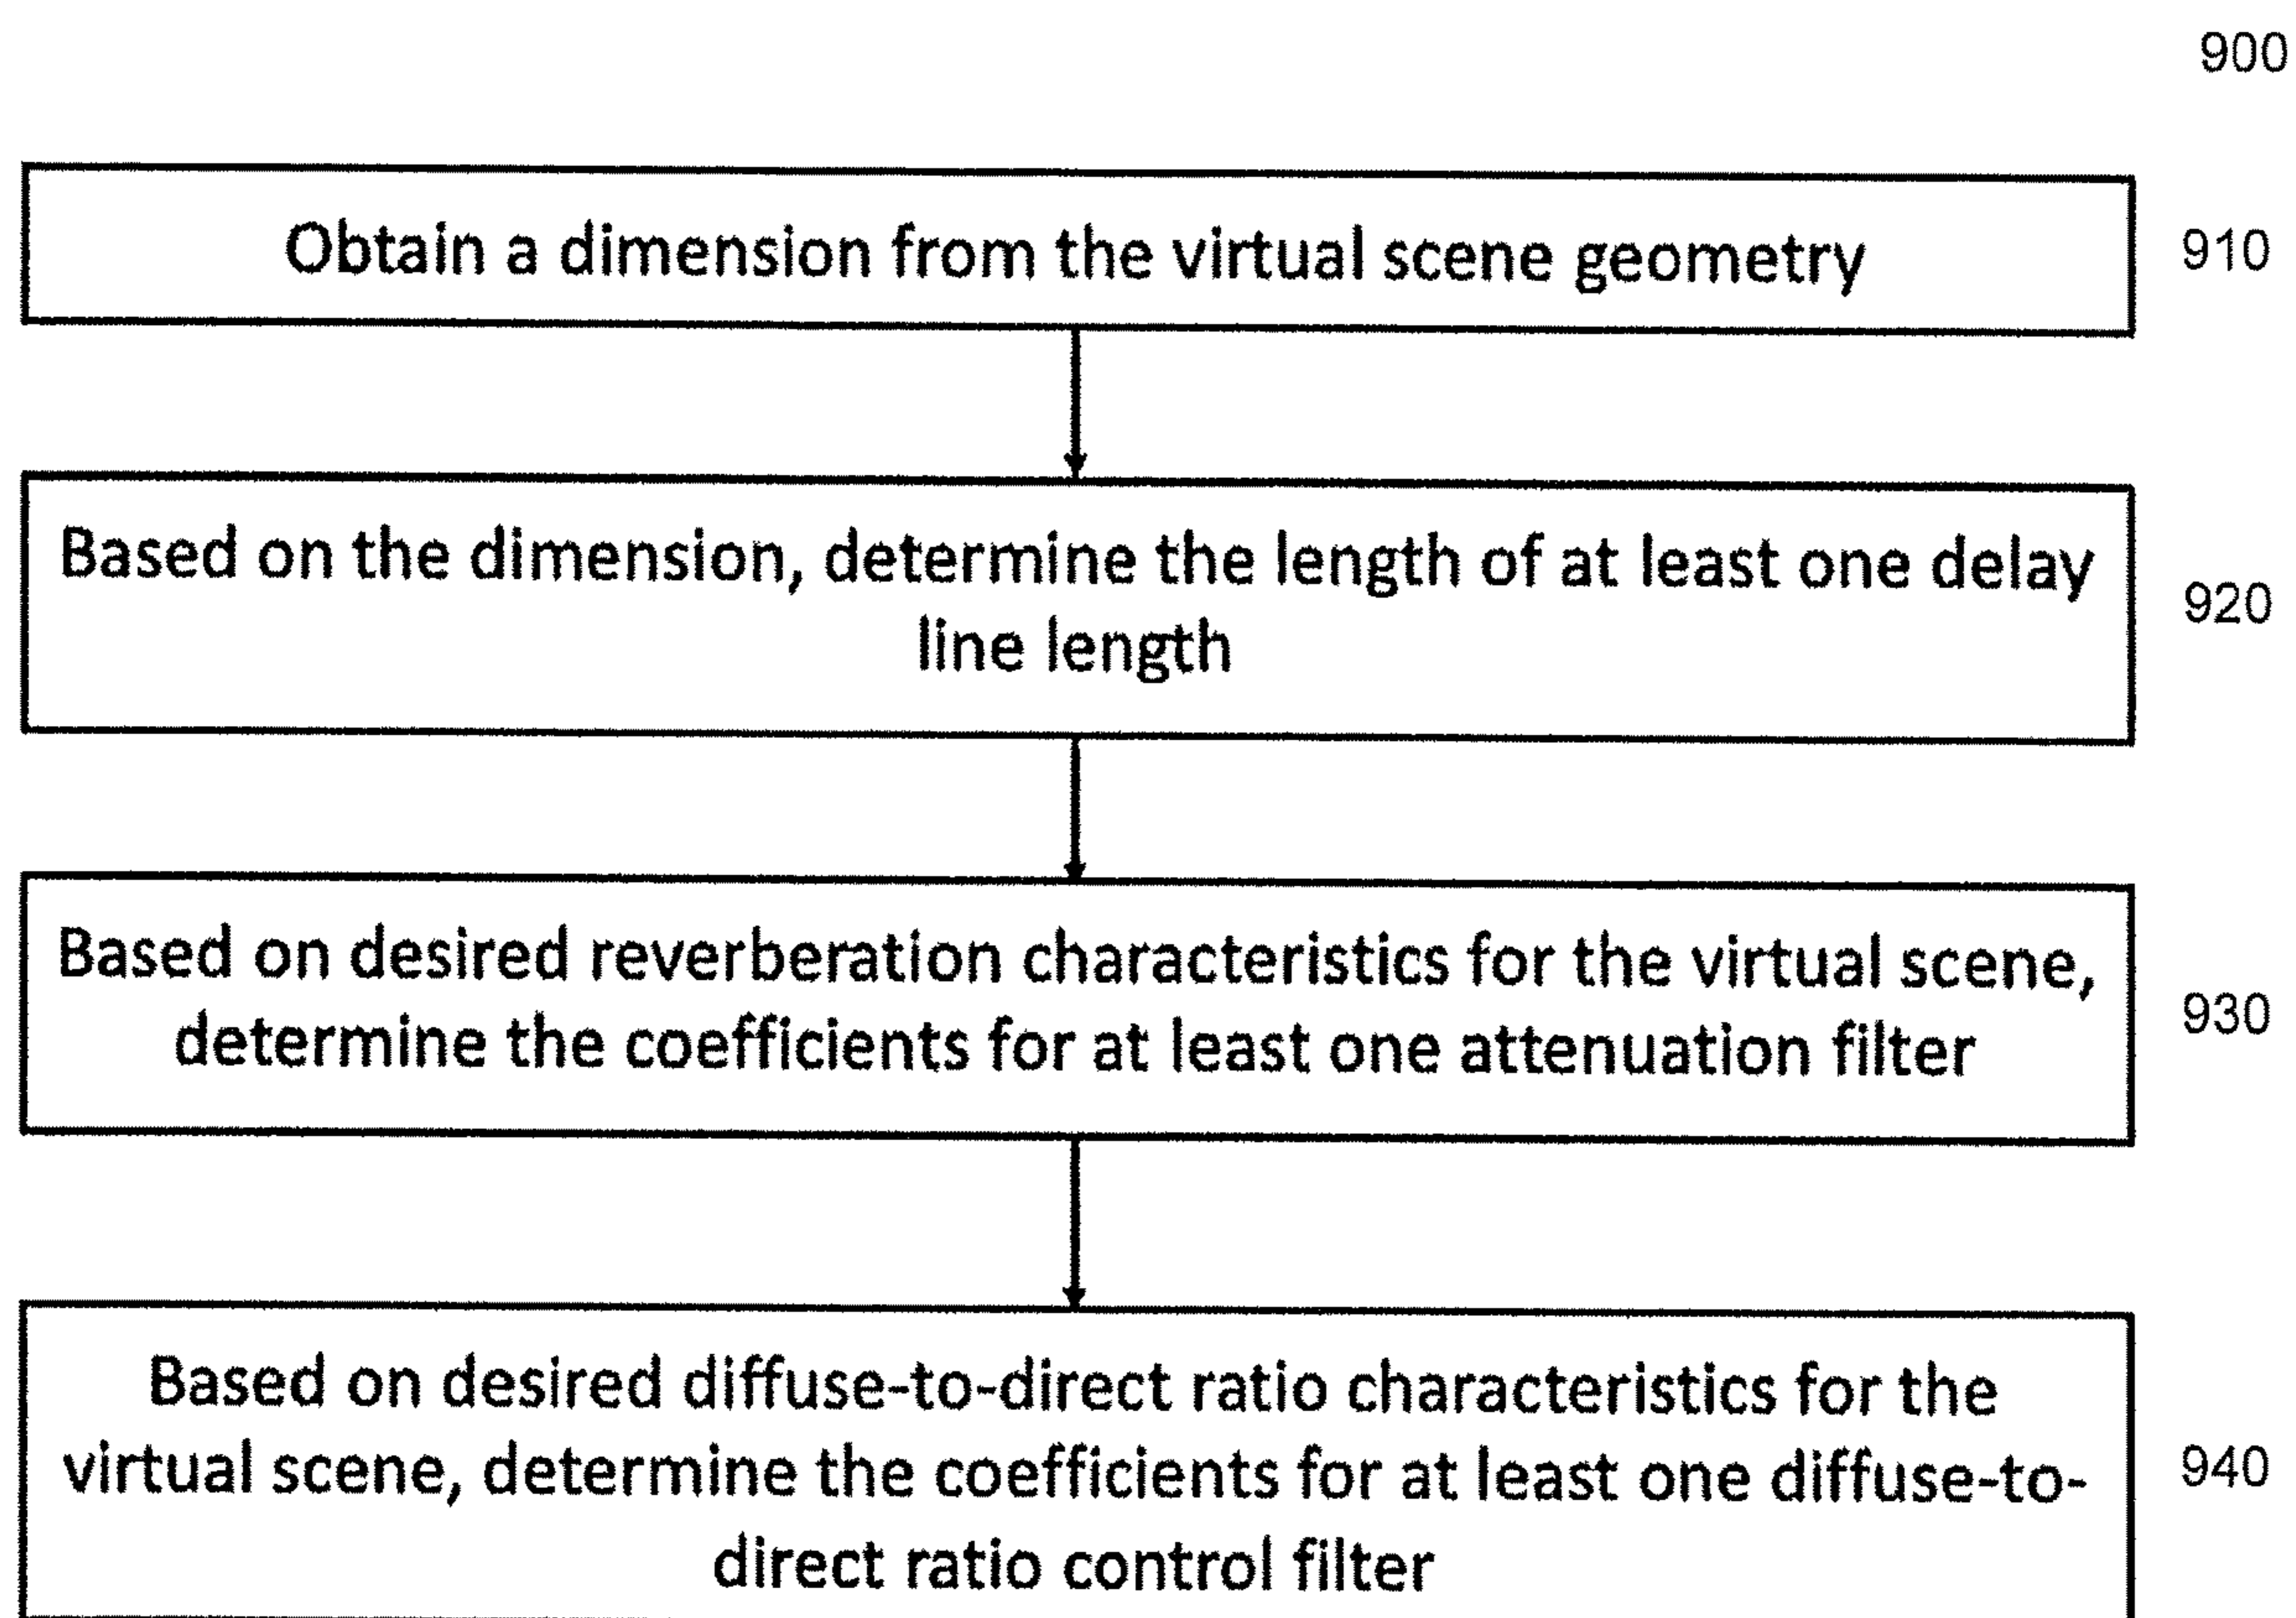 900
Obtain a dimension from the virtual scene geometry
910
Based on the dimension, determine the length of at least one delay
line length
920
Based on desired reverberation characteristics for the virtual scene,
determine the coefficients for at least one attenuation filter
930
Based on desired diffuse-to-direct ratio characteristics for the
virtual scene, determine the coefficients for at least one diffuse-to-
direct ratio control filter
940